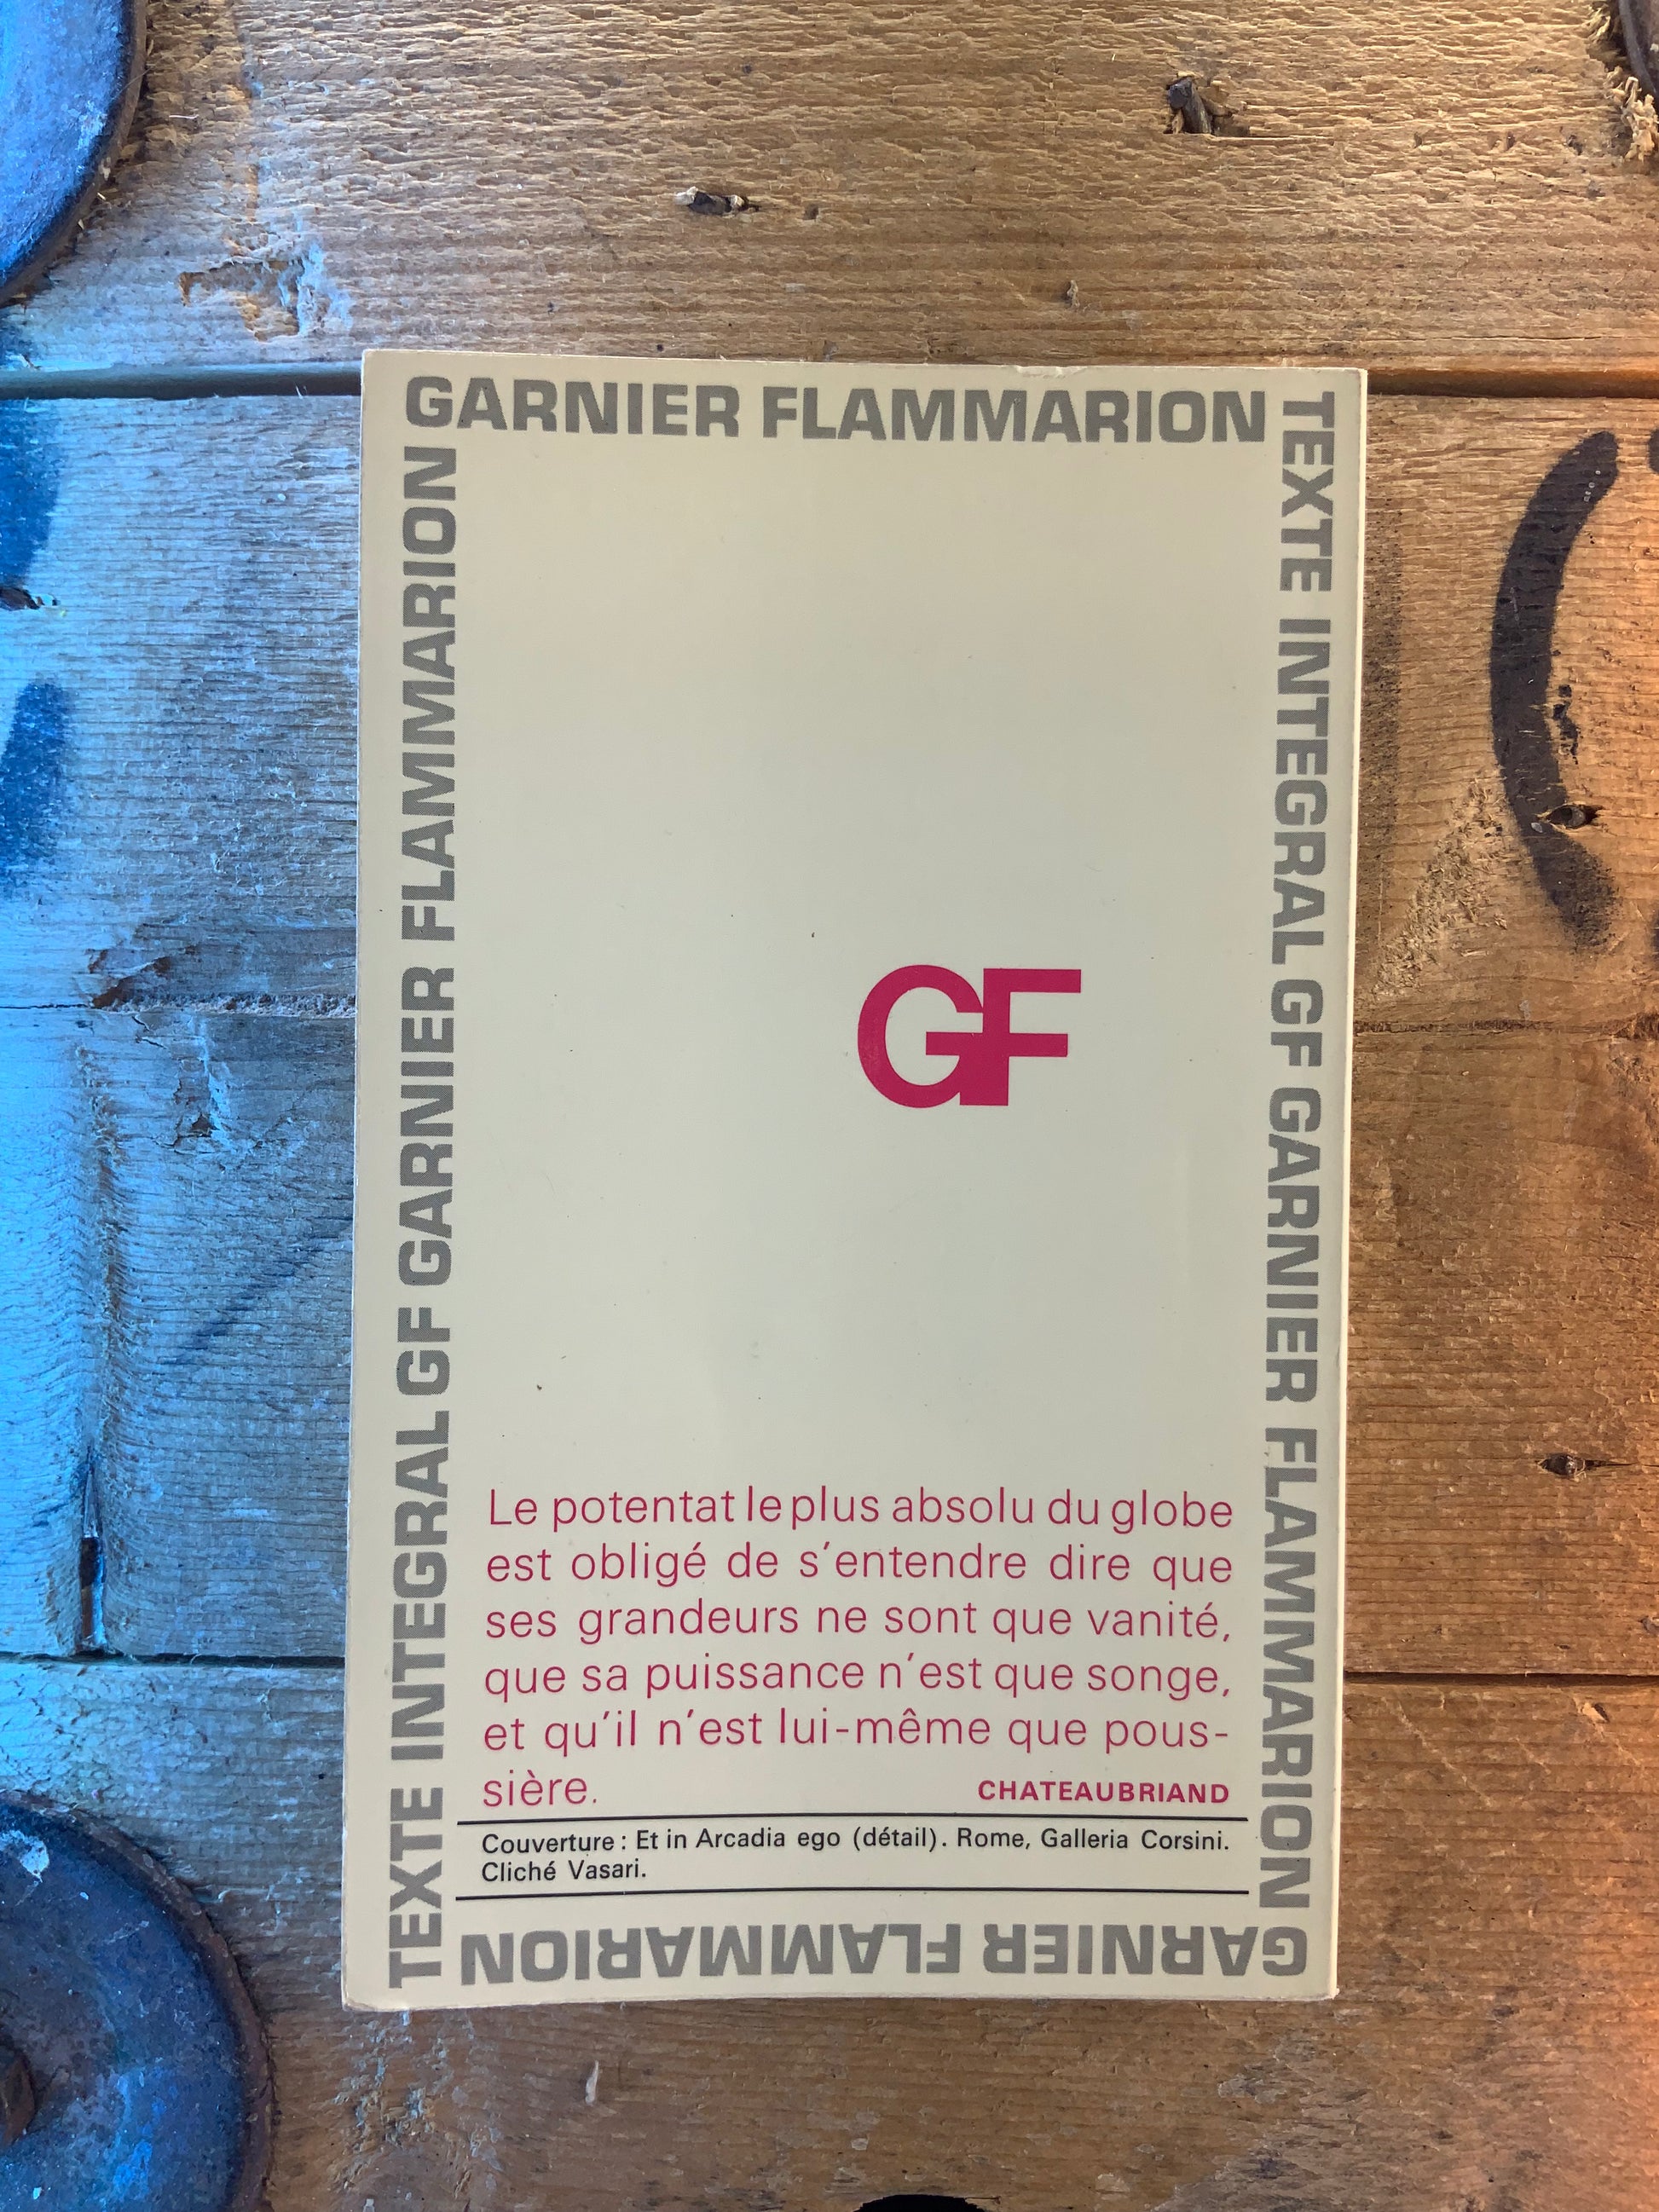 GARNIER FLAMMARION
TEXTE INTEGRAL GF GARNIER FLAMMARION
TEXTE INTEGRAL GF GARNIER FLAMMARION
GF
Le potentat le plus absolu du globe
est obligé de s'entendre dire que
ses grandeurs ne sont que vanité,
que sa puissance n'est que songe,
et qu'il n'est lui-même que pous-
sière.
CHATEAUBRIAND
Couverture : Et in Arcadia ego (détail). Rome, Galleria Corsini.
Cliché Vasari.
GARNIER FLAMMARION